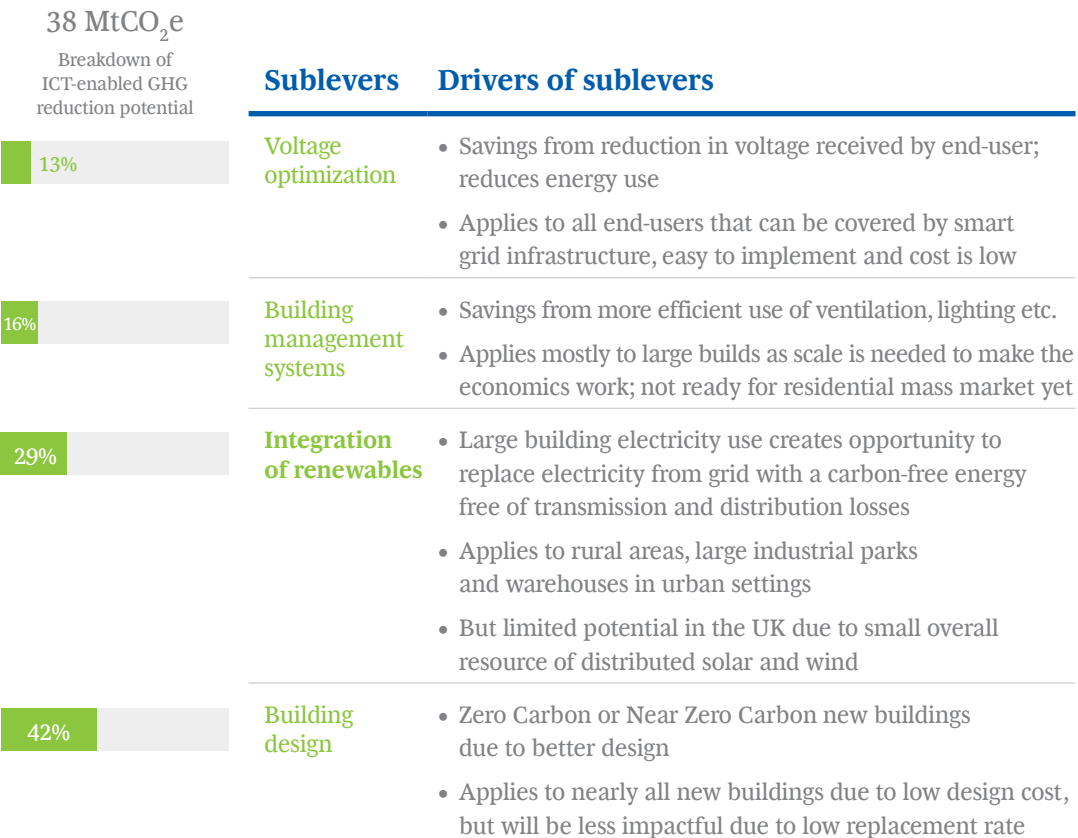 38 MtCO₂e
Breakdown of
ICT-enabled GHG
reduction potential
Sublevers
Drivers of sublevers
13%
Voltage
optimization
• Savings from reduction in voltage received by end-user;
reduces energy use
• Applies to all end-users that can be covered by smart
grid infrastructure, easy to implement and cost is low
16%
Building
management
systems
• Savings from more efficient use of ventilation, lighting etc.
• Applies mostly to large builds as scale is needed to make the
economics work; not ready for residential mass market yet
29%
Integration
of renewables
• Large building electricity use creates opportunity to
replace electricity from grid with a carbon-free energy
free of transmission and distribution losses
• Applies to rural areas, large industrial parks
and warehouses in urban settings
• But limited potential in the UK due to small overall
resource of distributed solar and wind
42%
Building
design
• Zero Carbon or Near Zero Carbon new buildings
due to better design
• Applies to nearly all new buildings due to low design cost,
but will be less impactful due to low replacement rate